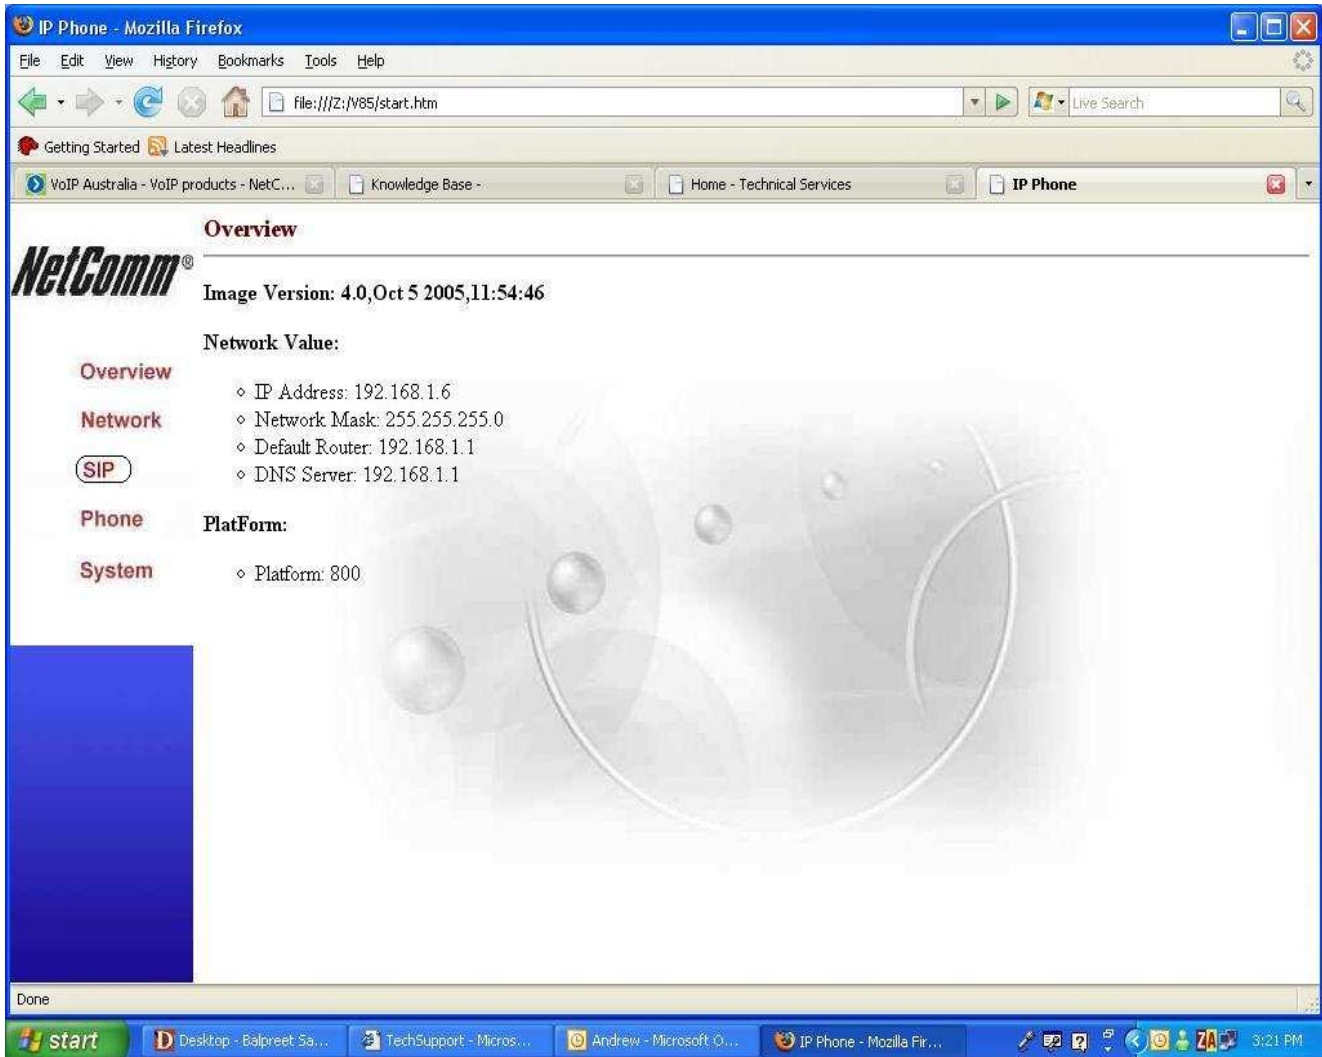 IP Phone - Mozilla Firefox
File Edit View History Bookmarks Tools Help
file:///Z:/V85/start.htm
Live Search
Getting Started Latest Headlines
VoIP Australia - VoIP products - NetC... Knowledge Base - Home - Technical Services IP Phone
NetComm®
Overview
Network
SIP
Phone
System
Overview
Image Version: 4.0,Oct 5 2005,11:54:46
Network Value:
IP Address: 192.168.1.6
Network Mask: 255.255.255.0
Default Router: 192.168.1.1
DNS Server: 192.168.1.1
PlatForm:
Platform: 800
Done
start Desktop - Balpreet Sa... TechSupport - Micros... Andrew - Microsoft O... IP Phone - Mozilla Fir... ZA 3:21 PM